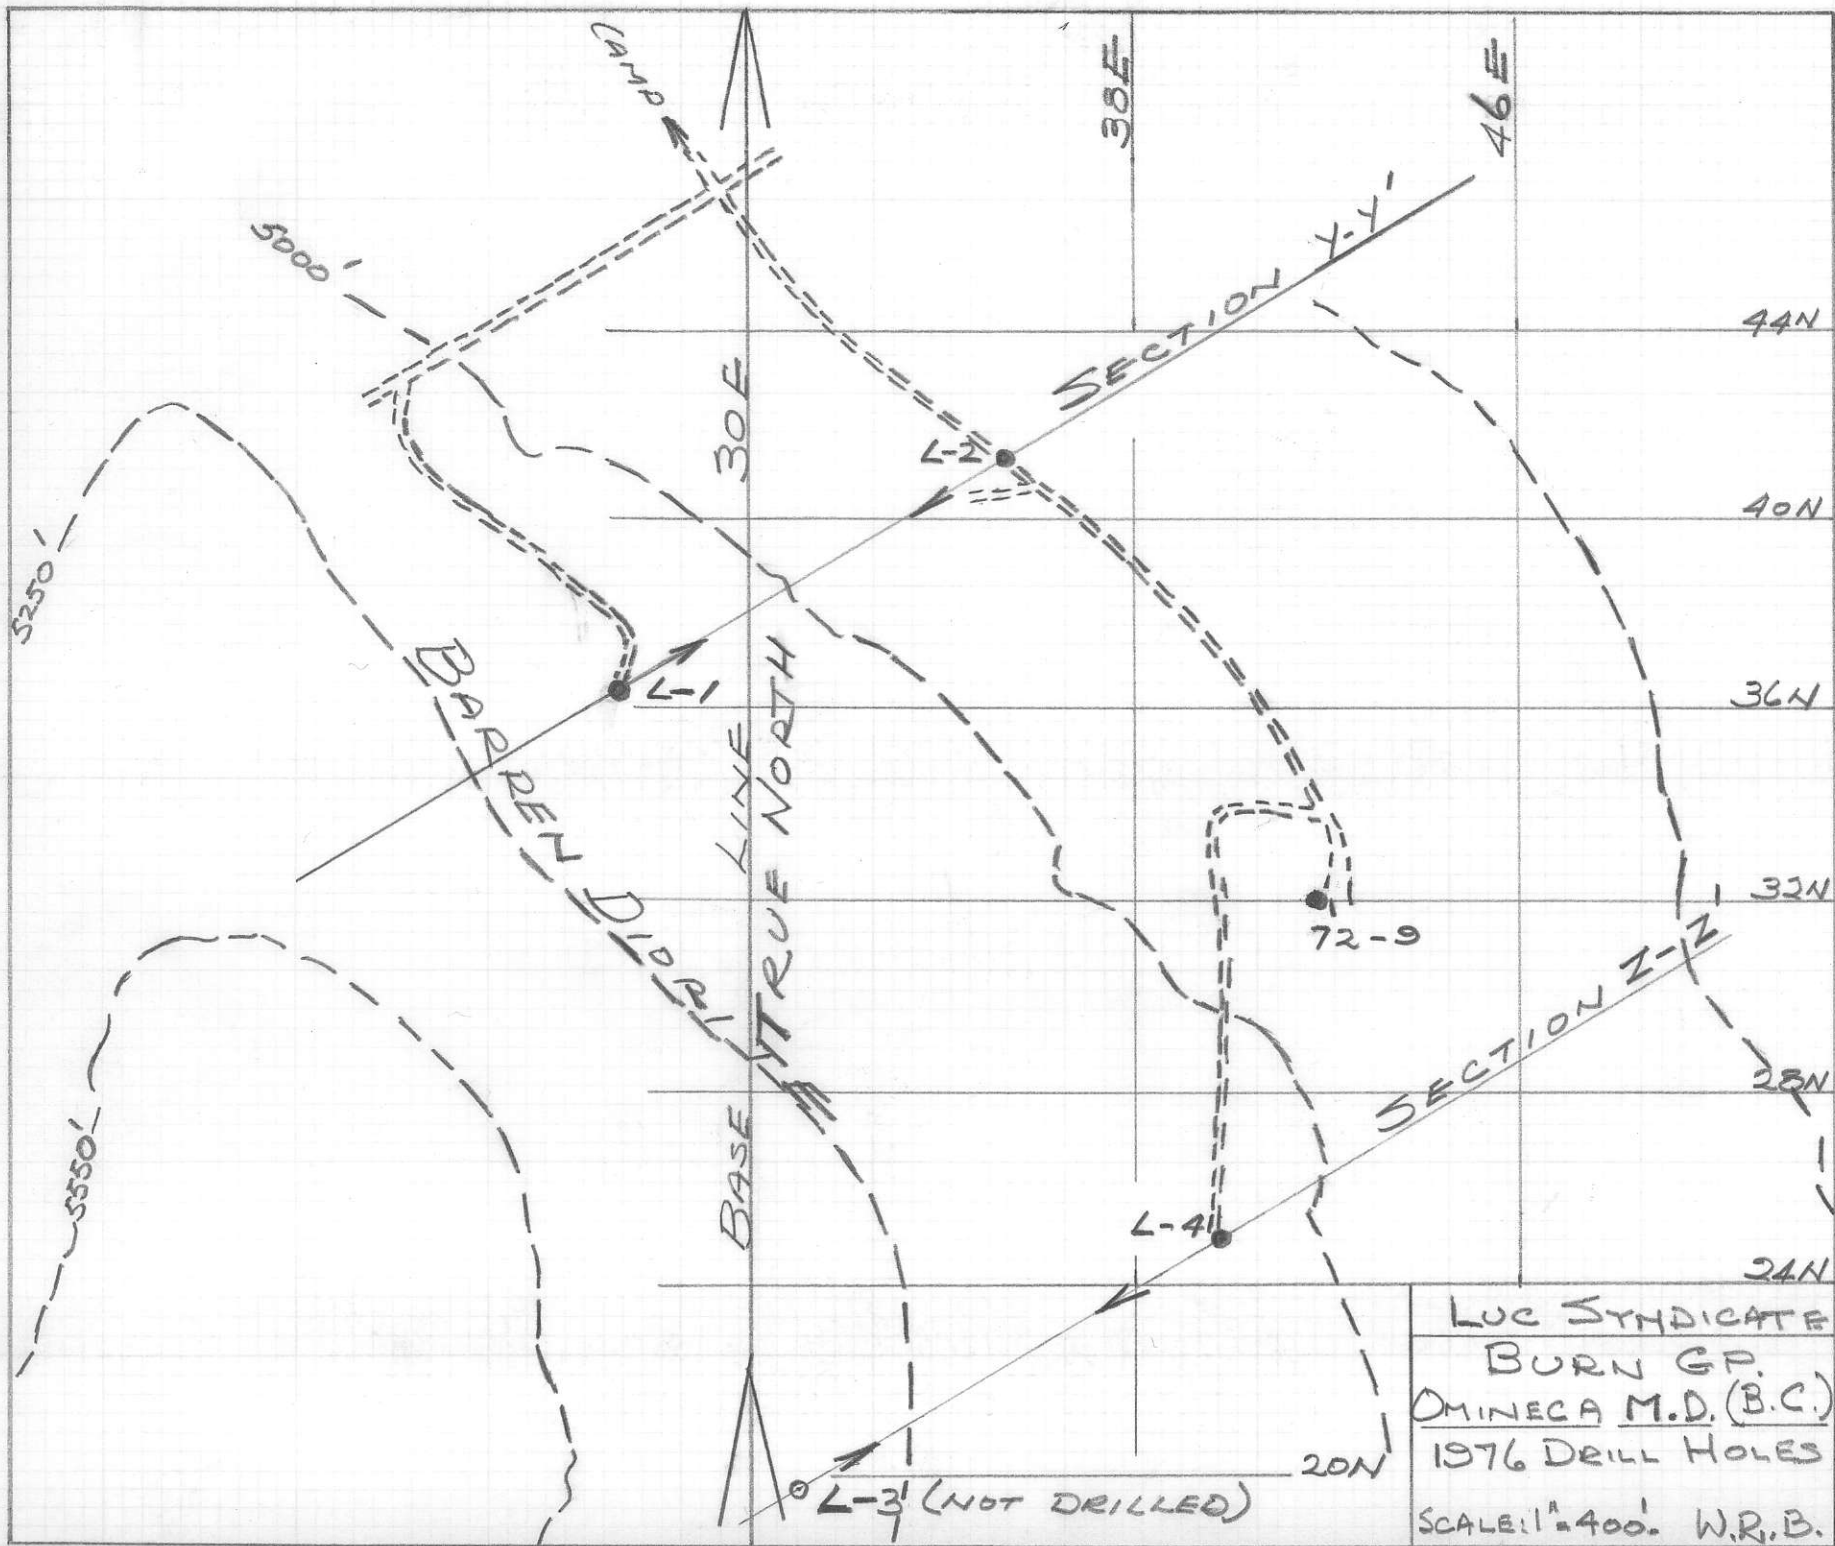 CAMP
38E
46E
5000'
SECTION Y-Y'
44N
30E
L-2
40N
5250'
L-1
36N
BARREN DIORITE
BASE LINE
TRUE NORTH
32N
72-9
SECTION Z-Z'
28N
5550'
L-4
24N
20N
L-3 (NOT DRILLED)
LUC SYNDICATE
BURN GP.
OMINECA M.D. (B.C.)
1976 DRILL HOLES
SCALE: 1"=400'. W.R.B.